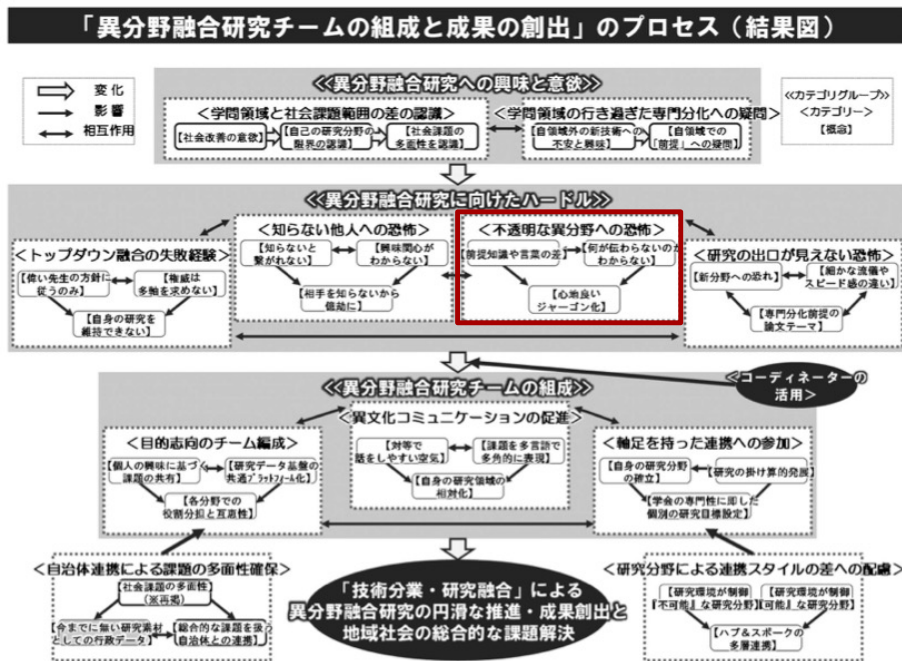 「異分野融合研究チームの組成と成果の創出」のプロセス（結果図）
変化
影響
相互作用
≪異分野融合研究への興味と意欲≫
<学問領域と社会課題範囲の差の認識>
【社会改善の意欲】
【自己の研究分野の
限界の認識】
【社会課題の
多面性を認識】
<学問領域の行き過ぎた専門分化への疑問>
【自領域外の新技術への
不安と興味】
【自領域での
「前提」への疑問】
≪カテゴリグループ≫
<カテゴリー>
【概念】
≪異分野融合研究に向けたハードル≫
<トップダウン融合の失敗経験>
【偉い先生の方針に
従うのみ】
【権威は
多軸を求めない】
【自身の研究を
維持できない】
<知らない他人への恐怖>
【知らないと
繋がれない】
【興味関心が
わからない】
【相手を知らないから
億劫に】
<不透明な異分野への恐怖>
【前提知識や言葉の差】
【何が伝わらないのか
わからない】
【心地良い
ジャーゴン化】
<研究の出口が見えない恐怖>
【新分野への恐れ】
【細かな流儀や
スピード感の違い】
【専門分化前提の
論文テーマ】
<コーディネーターの
活用>
≪異分野融合研究チームの組成≫
<目的志向のチーム編成>
【個人の興味に基づく
課題の共有】
【研究データ基盤の
共通プラットフォーム化】
【各分野での
役割分担と互恵性】
<異文化コミュニケーションの促進>
【対等で
話をしやすい空気】
【課題を多言語で
多角的に表現】
【自身の研究領域の
相対化】
<軸足を持った連携への参加>
【自身の研究分野
の確立】
【研究の掛け算的発展】
【学会の専門性に即した
個別の研究目標設定】
<自治体連携による課題の多面性確保>
【社会課題の多面性】
（※再掲）
【今までに無い研究素材
としての行政データ】
【総合的な課題を扱う
自治体との連携】
「技術分業・研究融合」による
異分野融合研究の円滑な推進・成果創出と
地域社会の総合的な課題解決
<研究分野による連携スタイルの差への配慮>
【研究環境が制御
『不可能』な研究分野】
【研究環境が制御
『可能』な研究分野】
【ハブ＆スポークの
多層連携】